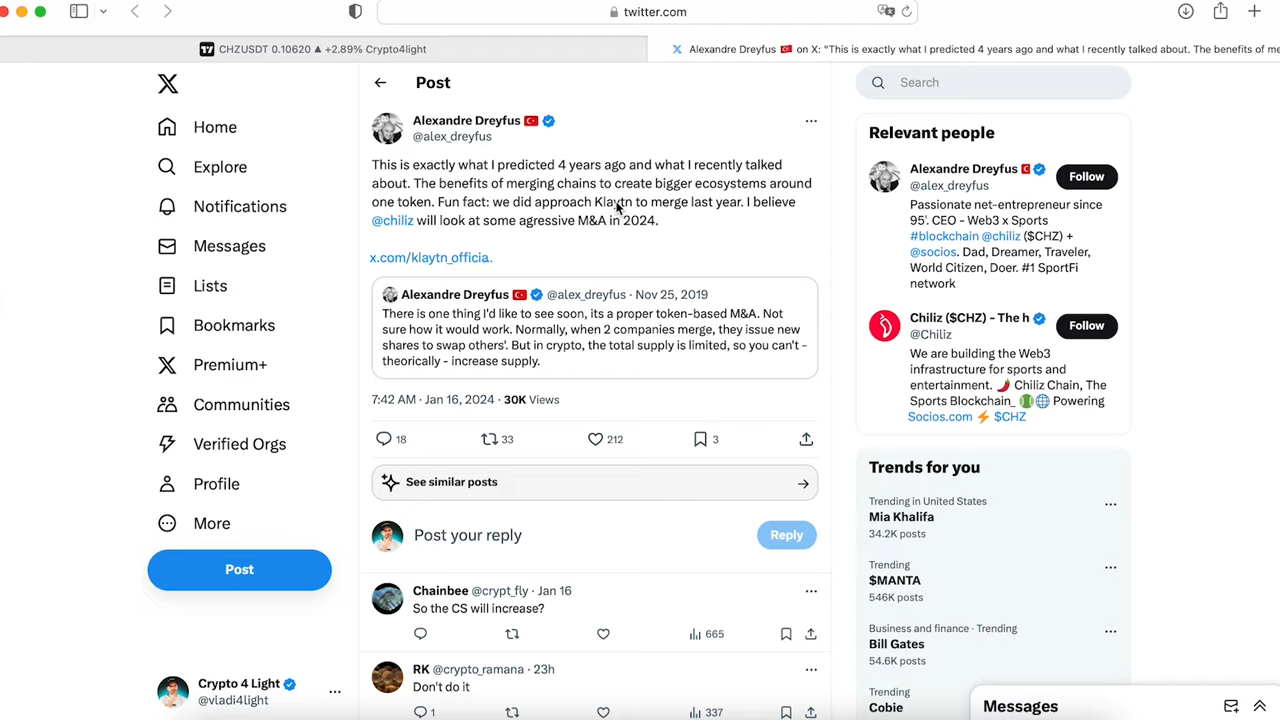 twitter.com
CHZUSDT 0.10620 ▲ +2.89% Crypto4light
Alexandre Dreyfus 🇹🇷 on X: "This is exactly what I predicted 4 years ago and what I recently talked about. The benefits of me
Post
Search
Home
Explore
Notifications
Messages
Lists
Bookmarks
Premium+
Communities
Verified Orgs
Profile
More
Post
Crypto 4 Light
@vladi4light
Alexandre Dreyfus 🇹🇷
@alex_dreyfus
This is exactly what I predicted 4 years ago and what I recently talked
about. The benefits of merging chains to create bigger ecosystems around
one token. Fun fact: we did approach Klaytn to merge last year. I believe
@chiliz will look at some agressive M&A in 2024.
x.com/klaytn_officia.
Alexandre Dreyfus 🇹🇷 @alex_dreyfus · Nov 25, 2019
There is one thing I'd like to see soon, its a proper token-based M&A. Not
sure how it would work. Normally, when 2 companies merge, they issue new
shares to swap others'. But in crypto, the total supply is limited, so you can't -
theorically - increase supply.
7:42 AM · Jan 16, 2024 · 30K Views
18 33 212 3
See similar posts
Post your reply
Reply
Chainbee @crypt_fly · Jan 16
So the CS will increase?
665
RK @crypto_ramana · 23h
Don't do it
1 337
Relevant people
Alexandre Dreyfus 🇹🇷
@alex_dreyfus
Follow
Passionate net-entrepreneur since
95'. CEO - Web3 x Sports
#blockchain @chiliz ($CHZ) +
@socios. Dad, Dreamer, Traveler,
World Citizen, Doer. #1 SportFi
network
Chiliz ($CHZ) - The h
@Chiliz
Follow
We are building the Web3
infrastructure for sports and
entertainment. 🌶️ Chiliz Chain, The
Sports Blockchain_ 🎾🌐 Powering
Socios.com ⚡ $CHZ
Trends for you
Trending in United States
Mia Khalifa
34.2K posts
Trending
$MANTA
546K posts
Business and finance · Trending
Bill Gates
54.6K posts
Trending
Cobie
Messages